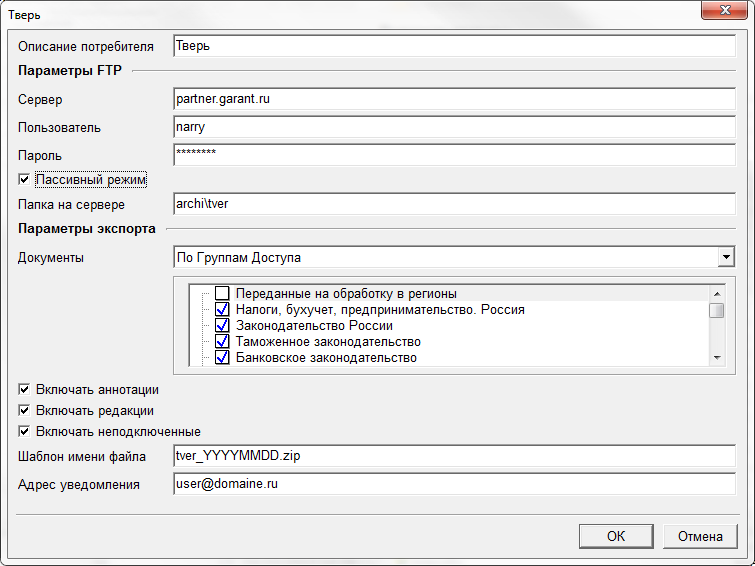 Тверь
Описание потребителя Тверь
Параметры FTP
Сервер partner.garant.ru
Пользователь narry
Пароль ********
Пассивный режим
Папка на сервере archi\tver
Параметры экспорта
Документы По Группам Доступа
Переданные на обработку в регионы
Налоги, бухучет, предпринимательство. Россия
Законодательство России
Таможенное законодательство
Банковское законодательство
Включать аннотации
Включать редакции
Включать неподключенные
Шаблон имени файла tver_YYYYMMDD.zip
Адрес уведомления user@domaine.ru
ОК Отмена